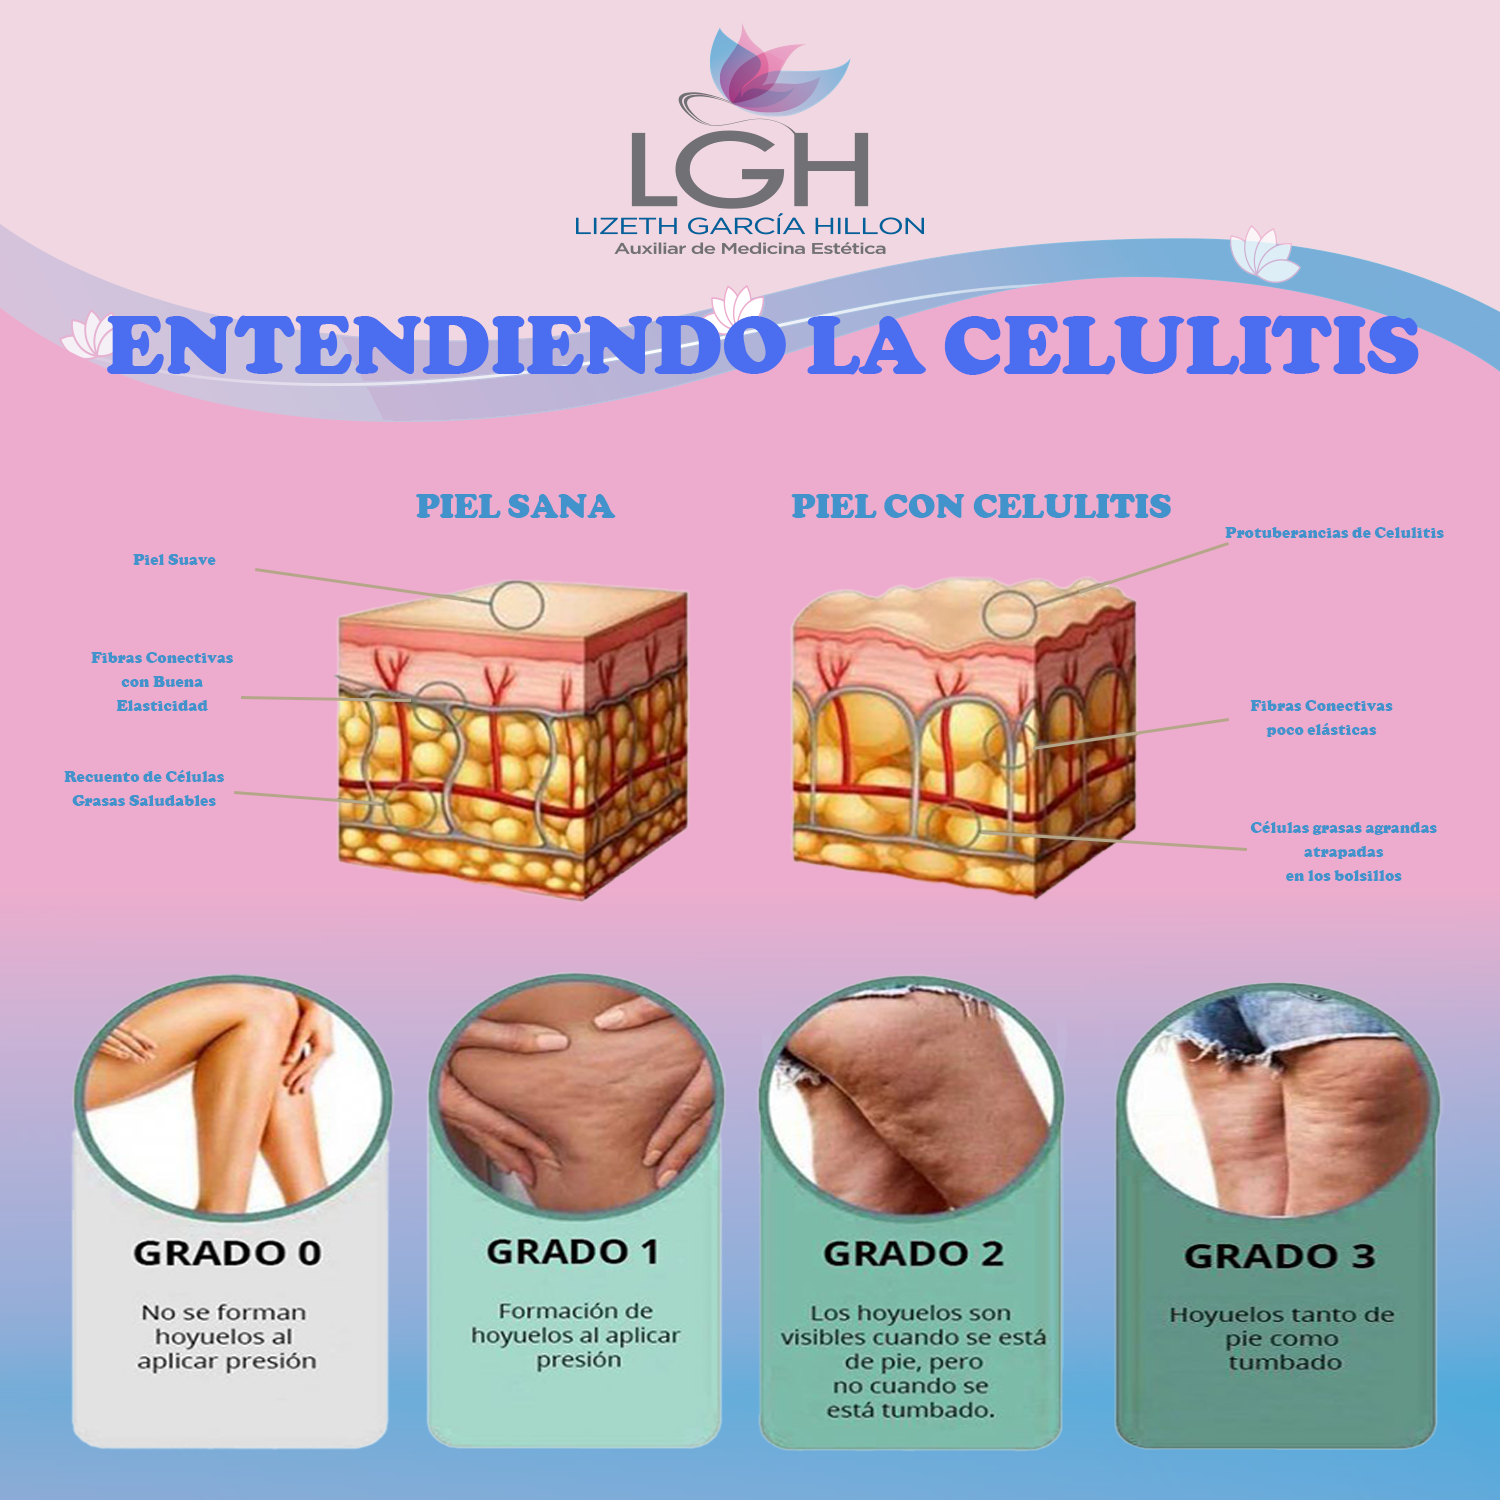 LGH
LIZETH GARCÍA HILLON
Auxiliar de Medicina Estética
ENTENDIENDO LA CELULITIS
PIEL SANA
Piel Suave
Fibras Conectivas
con Buena
Elasticidad
Recuento de Células
Grasas Saludables
PIEL CON CELULITIS
Protuberancias de Celulitis
Fibras Conectivas
poco elásticas
Células grasas agrandas
atrapadas
en los bolsillos
GRADO 0
No se forman
hoyuelos al
aplicar presión
GRADO 1
Formación de
hoyuelos al aplicar
presión
GRADO 2
Los hoyuelos son
visibles cuando se está
de pie, pero
no cuando se
está tumbado.
GRADO 3
Hoyuelos tanto de
pie como
tumbado